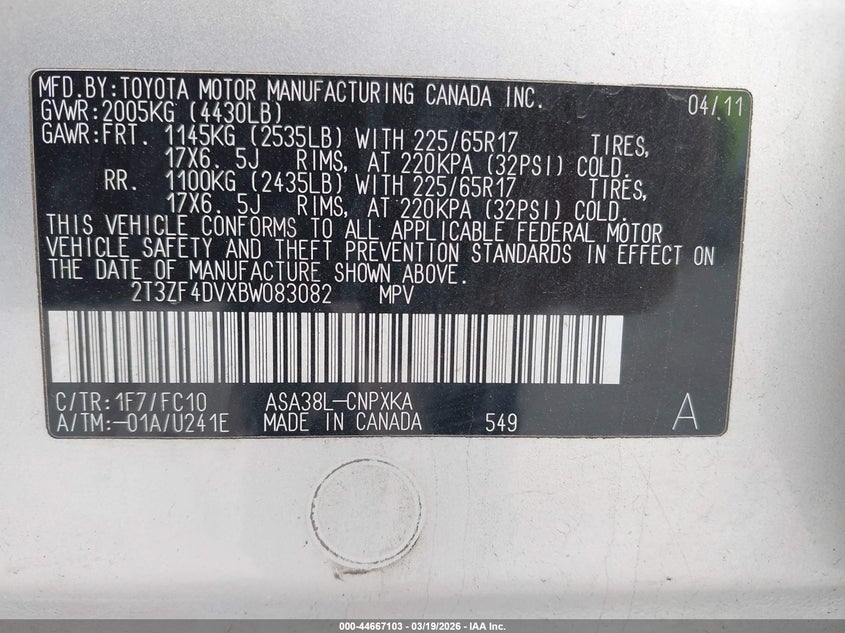 MFD.BY:TOYOTA MOTOR MANUFACTURING CANADA INC. 04/11
GVWR:2005KG (4430LB)
GAWR:FRT. 1145KG (2535LB) WITH 225/65R17 TIRES,
17X6. 5J RIMS, AT 220KPA (32PSI) COLD.
RR. 1100KG (2435LB) WITH 225/65R17 TIRES,
17X6. 5J RIMS, AT 220KPA (32PSI) COLD.
THIS VEHICLE CONFORMS TO ALL APPLICABLE FEDERAL MOTOR
VEHICLE SAFETY AND THEFT PREVENTION STANDARDS IN EFFECT ON
THE DATE OF MANUFACTURE SHOWN ABOVE.
2T3ZF4DVXBW083082 MPV
C/TR:1F7/FC10 ASA38L-CNPXKA A
A/TM:-01A/U241E MADE IN CANADA 549
000-44667103 - 03/19/2026 - IAA Inc.